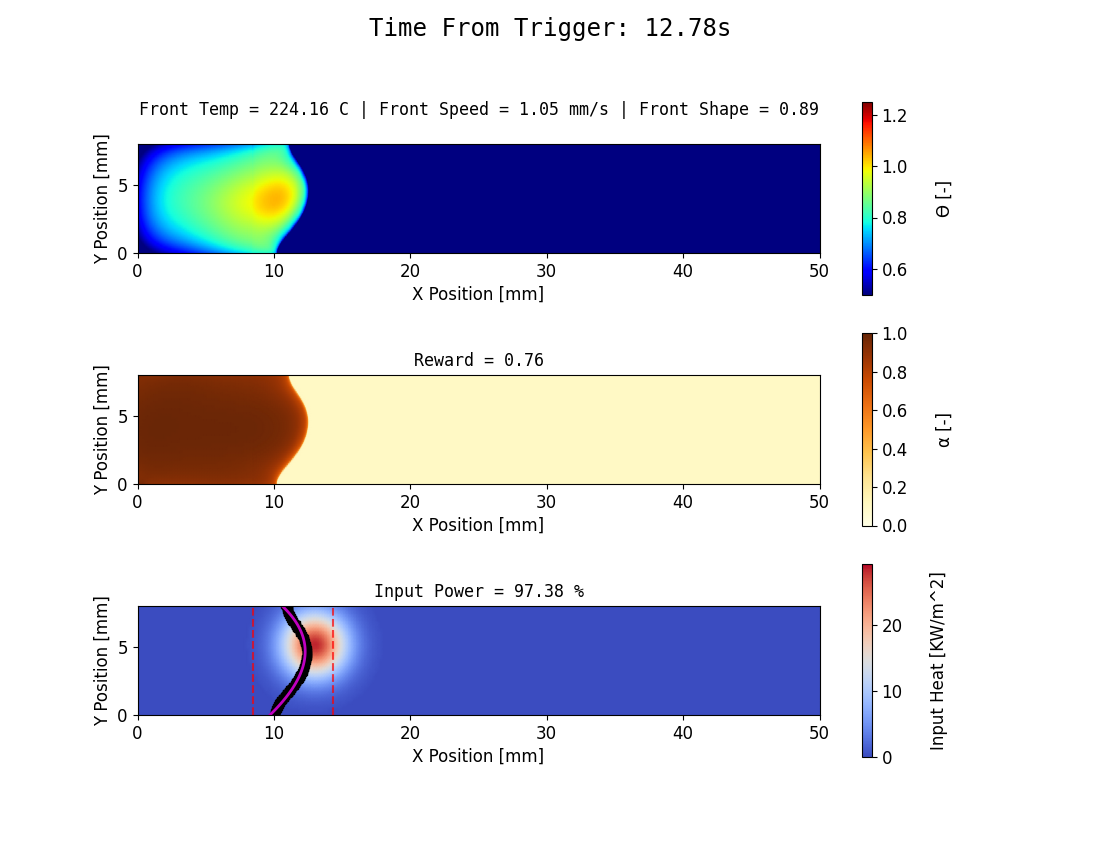 Time From Trigger: 12.78s
Front Temp = 224.16 C | Front Speed = 1.05 mm/s | Front Shape = 0.89
Y Position [mm]
5
0
0 10 20 30 40 50
X Position [mm]
1.2
1.0
0.8
0.6
ϴ [-]
Reward = 0.76
Y Position [mm]
5
0
0 10 20 30 40 50
X Position [mm]
1.0
0.8
0.6
0.4
0.2
0.0
α [-]
Input Power = 97.38 %
Y Position [mm]
5
0
0 10 20 30 40 50
X Position [mm]
20
10
0
Input Heat [KW/m^2]